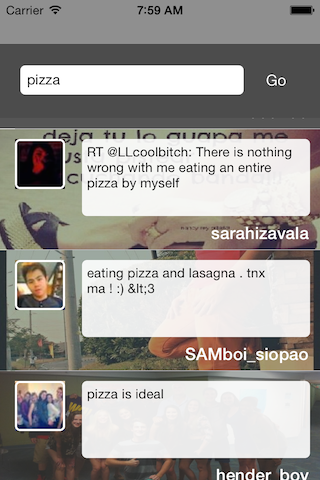 Carrier 7:59 AM
pizza Go
deja tu lo guapa me
RT @LLcoolbitch: There is nothing
wrong with me eating an entire
pizza by myself
sarahizavala
eating pizza and lasagna . tnx
ma ! :) &lt;3
SAMboi_siopao
pizza is ideal
hender_boy